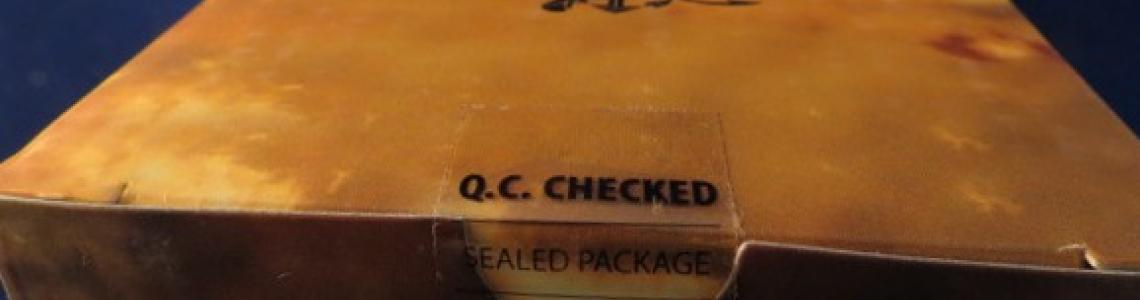 Q.C. CHECKED
SEALED PACKAGE